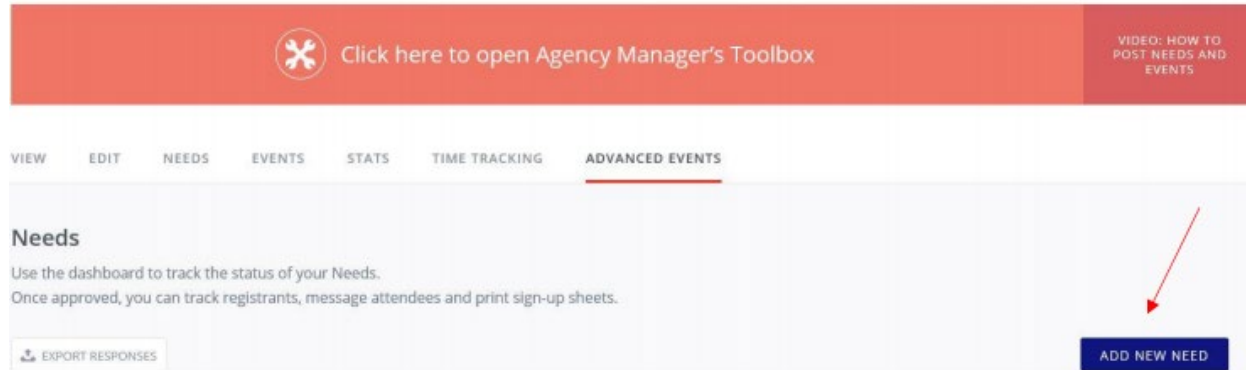 Click here to open Agency Manager's Toolbox
VIDEO: HOW TO
POST NEEDS AND
EVENTS
VIEW EDIT NEEDS EVENTS STATS TIME TRACKING ADVANCED EVENTS
Needs
Use the dashboard to track the status of your Needs.
Once approved, you can track registrants, message attendees and print sign-up sheets.
EXPORT RESPONSES
ADD NEW NEED